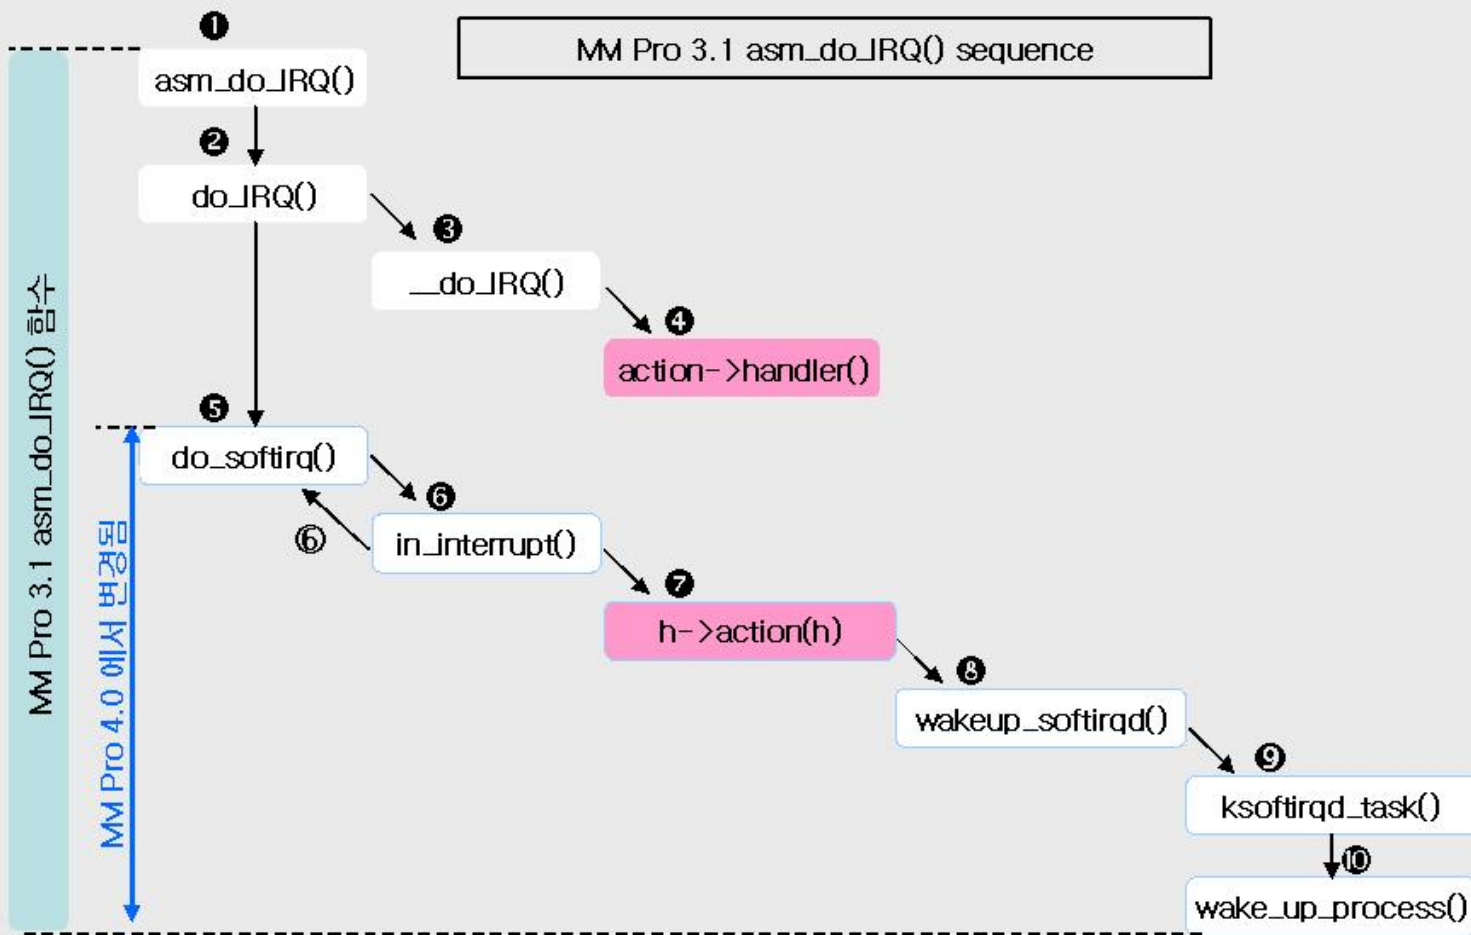 MM Pro 3.1 asm_do_IRQ() sequence
❶
asm_do_IRQ()
❷
do_IRQ()
❸
__do_IRQ()
❹
action->handler()
❺
do_softirq()
❻
⑥
in_interrupt()
❼
h->action(h)
❽
wakeup_softirqd()
❾
ksoftirqd_task()
❿
wake_up_process()
MM Pro 3.1 asm_do_IRQ() 함수
MM Pro 4.0 에서 변경됨